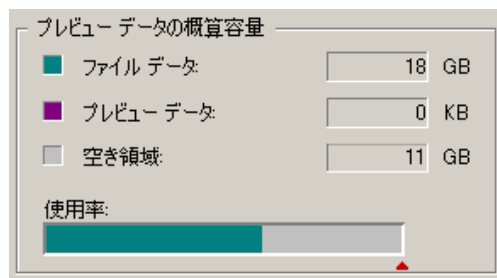 プレビュー データの概算容量
ファイル データ: 18 GB
プレビュー データ: 0 KB
空き領域: 11 GB
使用率: